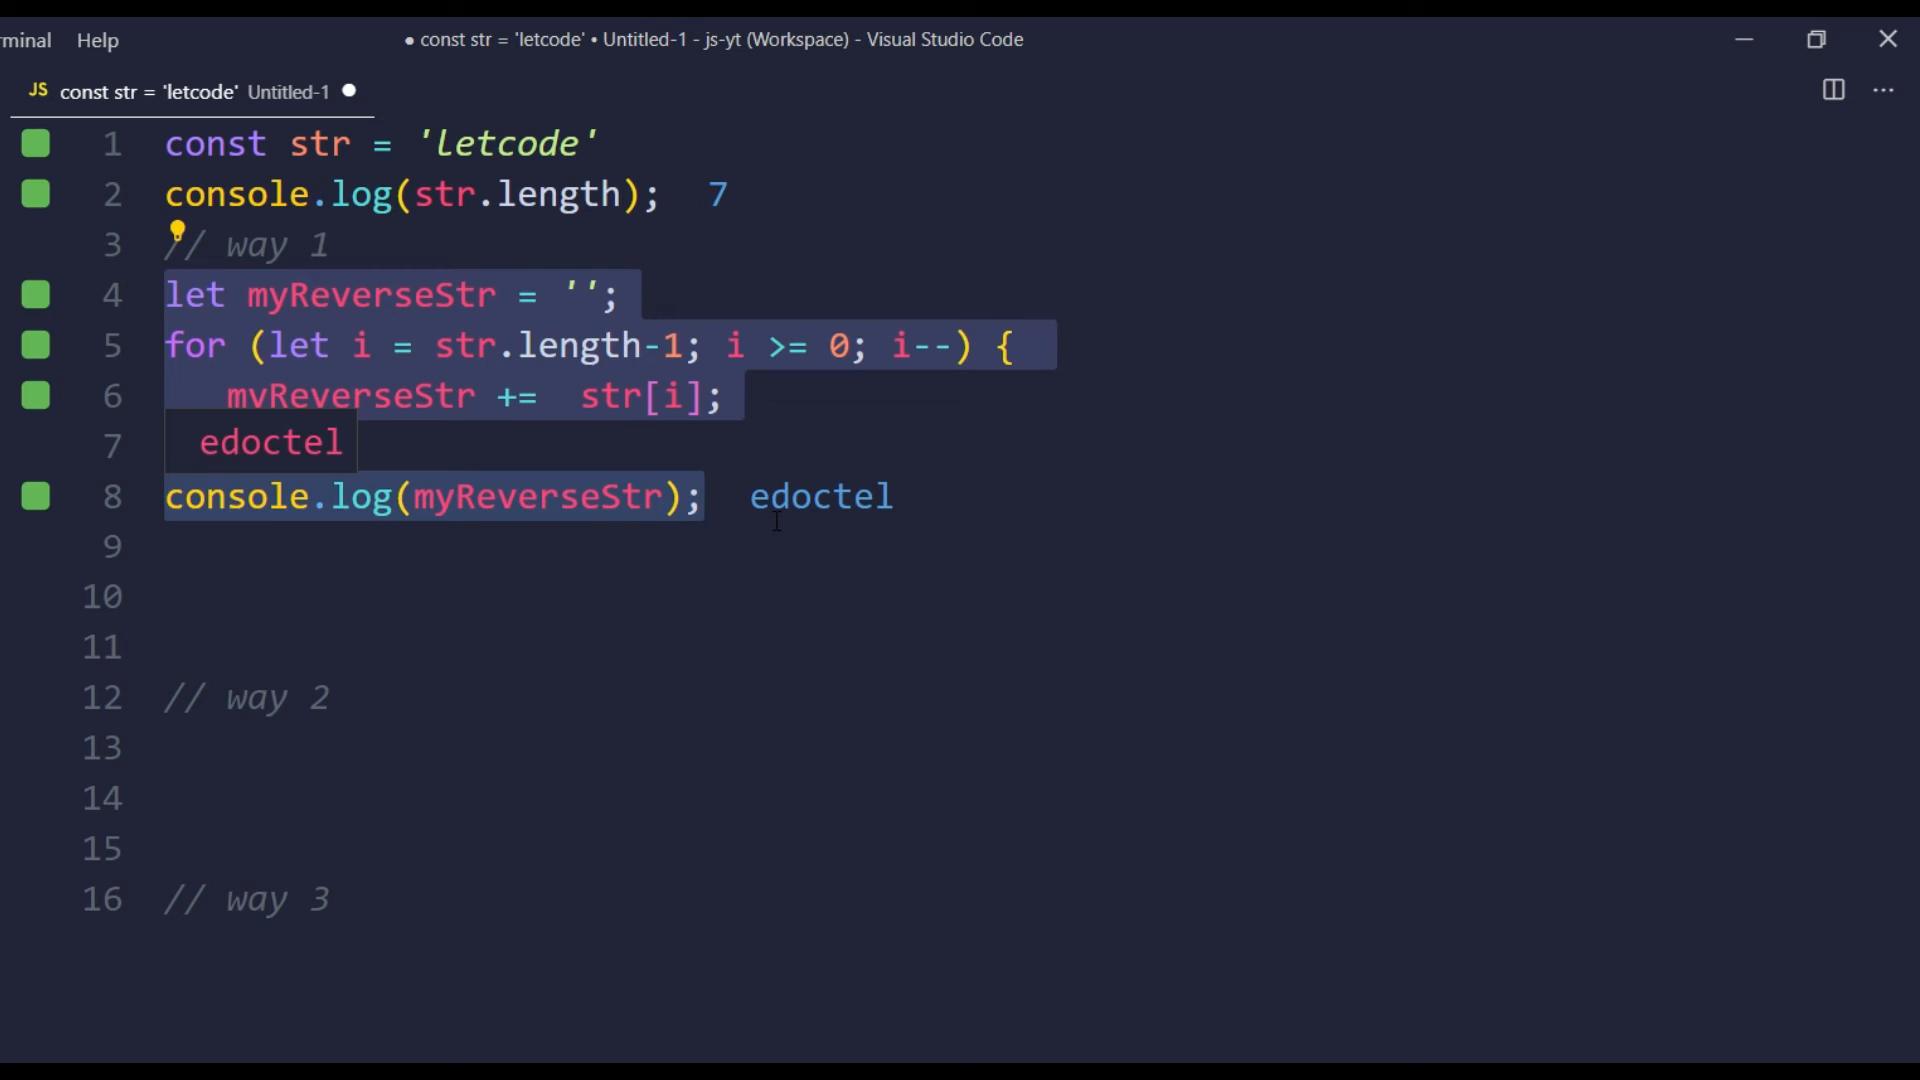 rminal Help
● const str = 'letcode' • Untitled-1 - js-yt (Workspace) - Visual Studio Code
JS const str = 'letcode' Untitled-1 ●
1 const str = 'letcode'
2 console.log(str.length); 7
3 // way 1
4 let myReverseStr = '';
5 for (let i = str.length-1; i >= 0; i--) {
6 myReverseStr += str[i];
7 edoctel
8 console.log(myReverseStr); edoctel
9
10
11
12 // way 2
13
14
15
16 // way 3